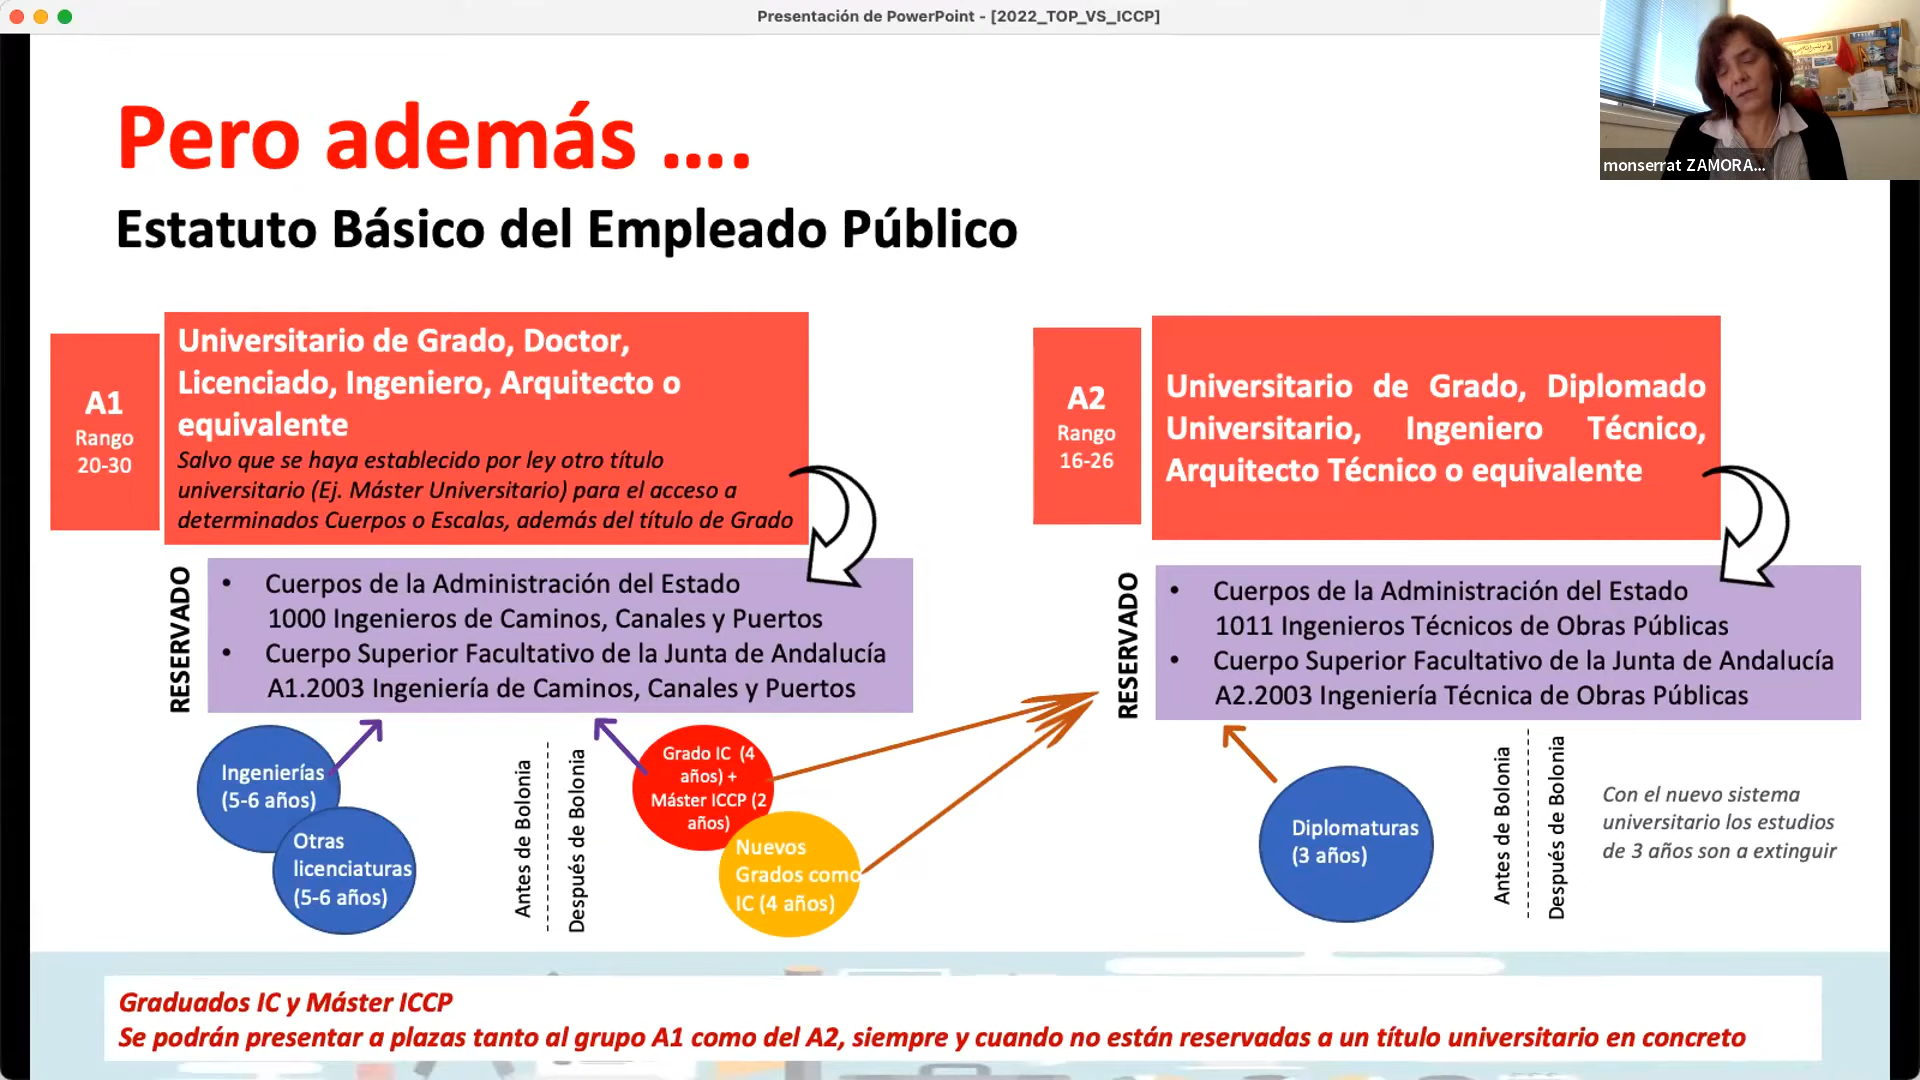 Presentación de PowerPoint - [2022_TOP_VS_ICCP]
monserrat ZAMORA...
Pero además ....
Estatuto Básico del Empleado Público
A1
Rango
20-30
Universitario de Grado, Doctor,
Licenciado, Ingeniero, Arquitecto o
equivalente
Salvo que se haya establecido por ley otro título
universitario (Ej. Máster Universitario) para el acceso a
determinados Cuerpos o Escalas, además del título de Grado
RESERVADO
• Cuerpos de la Administración del Estado
1000 Ingenieros de Caminos, Canales y Puertos
• Cuerpo Superior Facultativo de la Junta de Andalucía
A1.2003 Ingeniería de Caminos, Canales y Puertos
Ingenierías
(5-6 años)
Otras
licenciaturas
(5-6 años)
Antes de Bolonia
Después de Bolonia
Grado IC (4
años) +
Máster ICCP (2
años)
Nuevos
Grados como
IC (4 años)
A2
Rango
16-26
Universitario de Grado, Diplomado
Universitario, Ingeniero Técnico,
Arquitecto Técnico o equivalente
RESERVADO
• Cuerpos de la Administración del Estado
1011 Ingenieros Técnicos de Obras Públicas
• Cuerpo Superior Facultativo de la Junta de Andalucía
A2.2003 Ingeniería Técnica de Obras Públicas
Diplomaturas
(3 años)
Antes de Bolonia
Después de Bolonia
Con el nuevo sistema
universitario los estudios
de 3 años son a extinguir
Graduados IC y Máster ICCP
Se podrán presentar a plazas tanto al grupo A1 como del A2, siempre y cuando no están reservadas a un título universitario en concreto